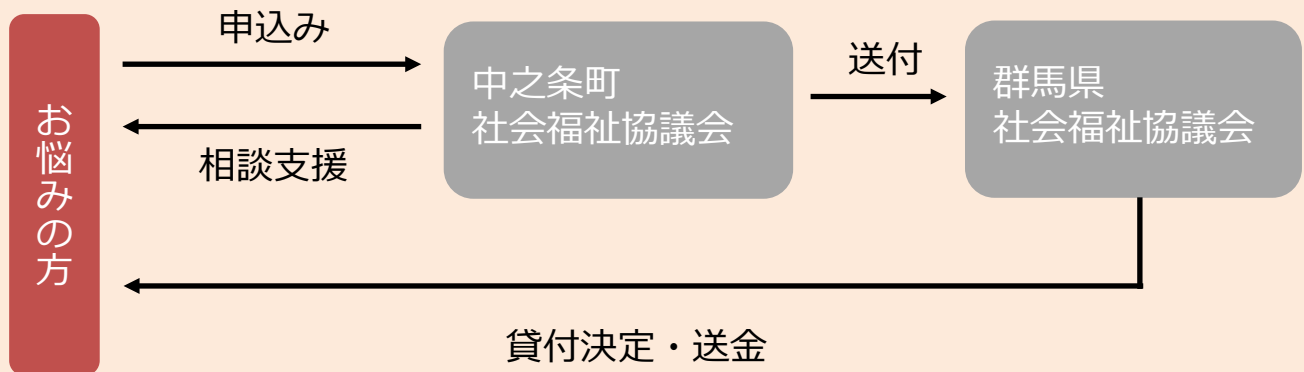 お悩みの方
申込み
相談支援
中之条町
社会福祉協議会
送付
群馬県
社会福祉協議会
貸付決定・送金